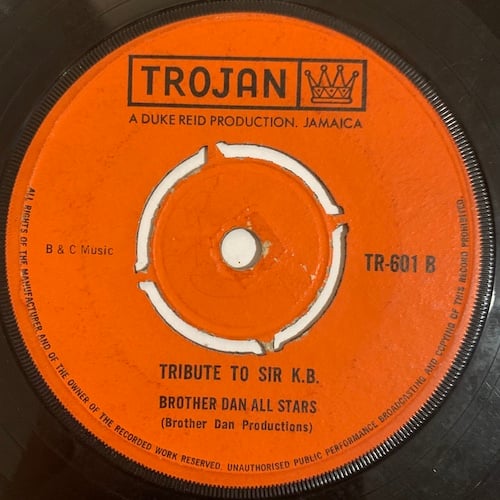 TROJAN
A DUKE REID PRODUCTION. JAMAICA
B & C Music
TR-601 B
TRIBUTE TO SIR K.B.
BROTHER DAN ALL STARS
(Brother Dan Productions)
ALL RIGHTS OF THE MANUFACTURER AND OF THE OWNER OF THE RECORDED WORK RESERVED. UNAUTHORISED PUBLIC PERFORMANCE BROADCASTING AND COPYING OF THIS RECORD PROHIBITED.